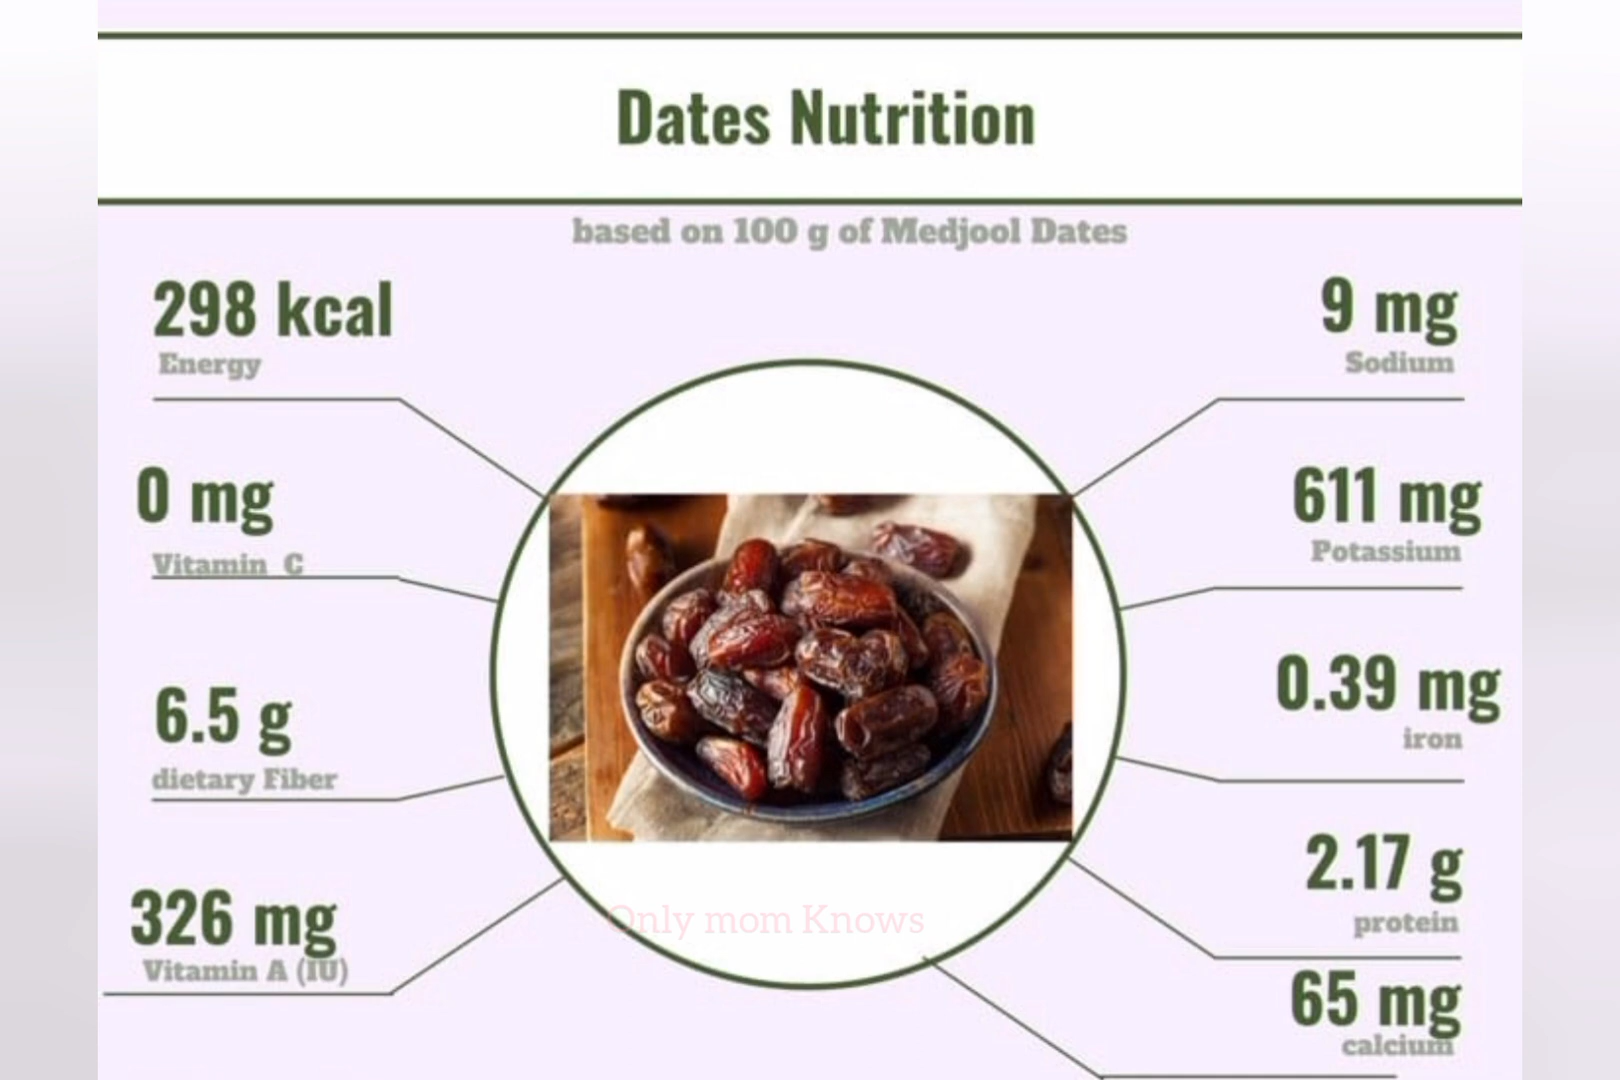 Dates Nutrition
based on 100 g of Medjool Dates
298 kcal
Energy
0 mg
Vitamin C
6.5 g
dietary Fiber
326 mg
Vitamin A (IU)
9 mg
Sodium
611 mg
Potassium
0.39 mg
iron
2.17 g
protein
65 mg
calcium
Only mom Knows